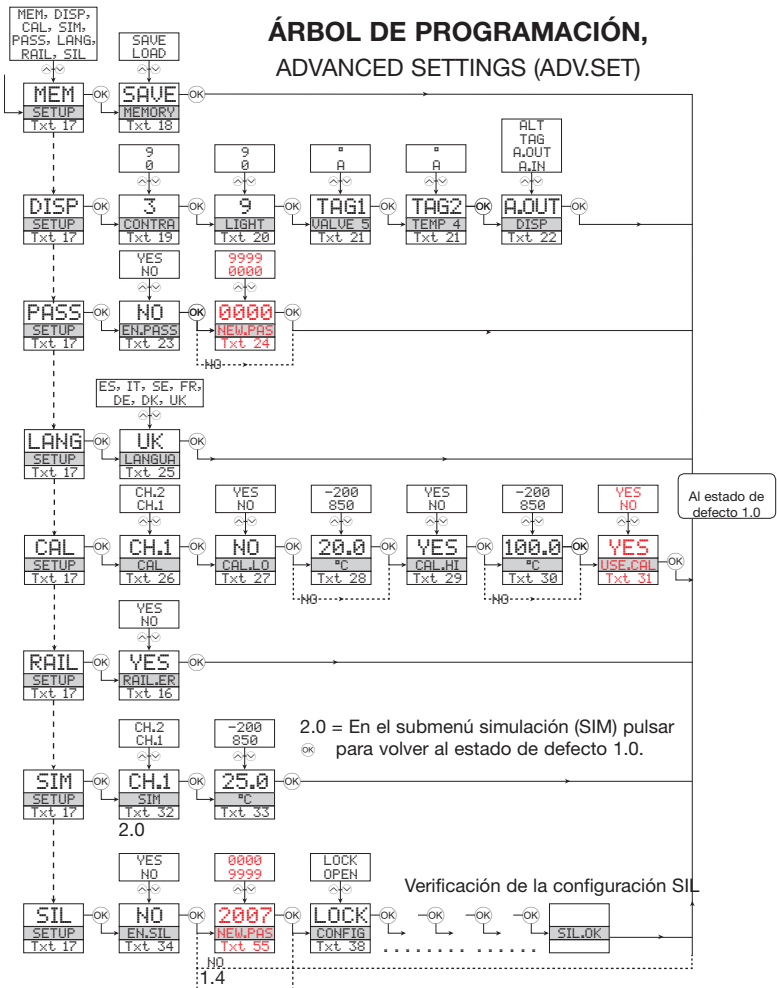 ÁRBOL DE PROGRAMACIÓN,
ADVANCED SETTINGS (ADV.SET)
MEM, DISP,
CAL, SIM,
PASS, LANG,
RAIL, SIL
SAVE
LOAD
MEM OK SAVE OK
SETUP MEMORY
Txt 17 Txt 18
9 9 " " ALT
0 0 A A TAG
A.OUT
A.IN
DISP OK 3 OK 9 OK TAG1 OK TAG2 OK A.OUT OK
SETUP CONTRA LIGHT VALVE 5 TEMP 4 DISP
Txt 17 Txt 19 Txt 20 Txt 21 Txt 21 Txt 22
YES 9999
NO 0000
PASS OK NO OK 0000 OK
SETUP EN.PASS NEW.PAS
Txt 17 Txt 23 Txt 24
NO
ES, IT, SE, FR,
DE, DK, UK
LANG OK UK OK
SETUP LANGUA
Txt 17 Txt 25
Al estado de
defecto 1.0
CH.2 YES -200 YES -200 YES
CH.1 NO 850 NO 850 NO
CAL OK CH.1 OK NO OK 20.0 OK YES OK 100.0 OK YES OK
SETUP CAL CAL.LO °C CAL.HI °C USE.CAL
Txt 17 Txt 26 Txt 27 Txt 28 Txt 29 Txt 30 Txt 31
NO NO
YES
NO
RAIL OK YES OK
SETUP RAIL.ER
Txt 17 Txt 16
CH.2 -200
CH.1 850
2.0 = En el submenú simulación (SIM) pulsar
OK para volver al estado de defecto 1.0.
SIM OK CH.1 OK 25.0 OK
SETUP SIM °C
Txt 17 Txt 32 Txt 33
2.0
YES 0000 LOCK
NO 9999 OPEN
Verificación de la configuración SIL
SIL OK NO OK 2007 OK LOCK OK OK OK OK
SETUP EN.SIL NEW.PAS CONFIG SIL.OK
Txt 17 Txt 34 Txt 55 Txt 38
NO
1.4